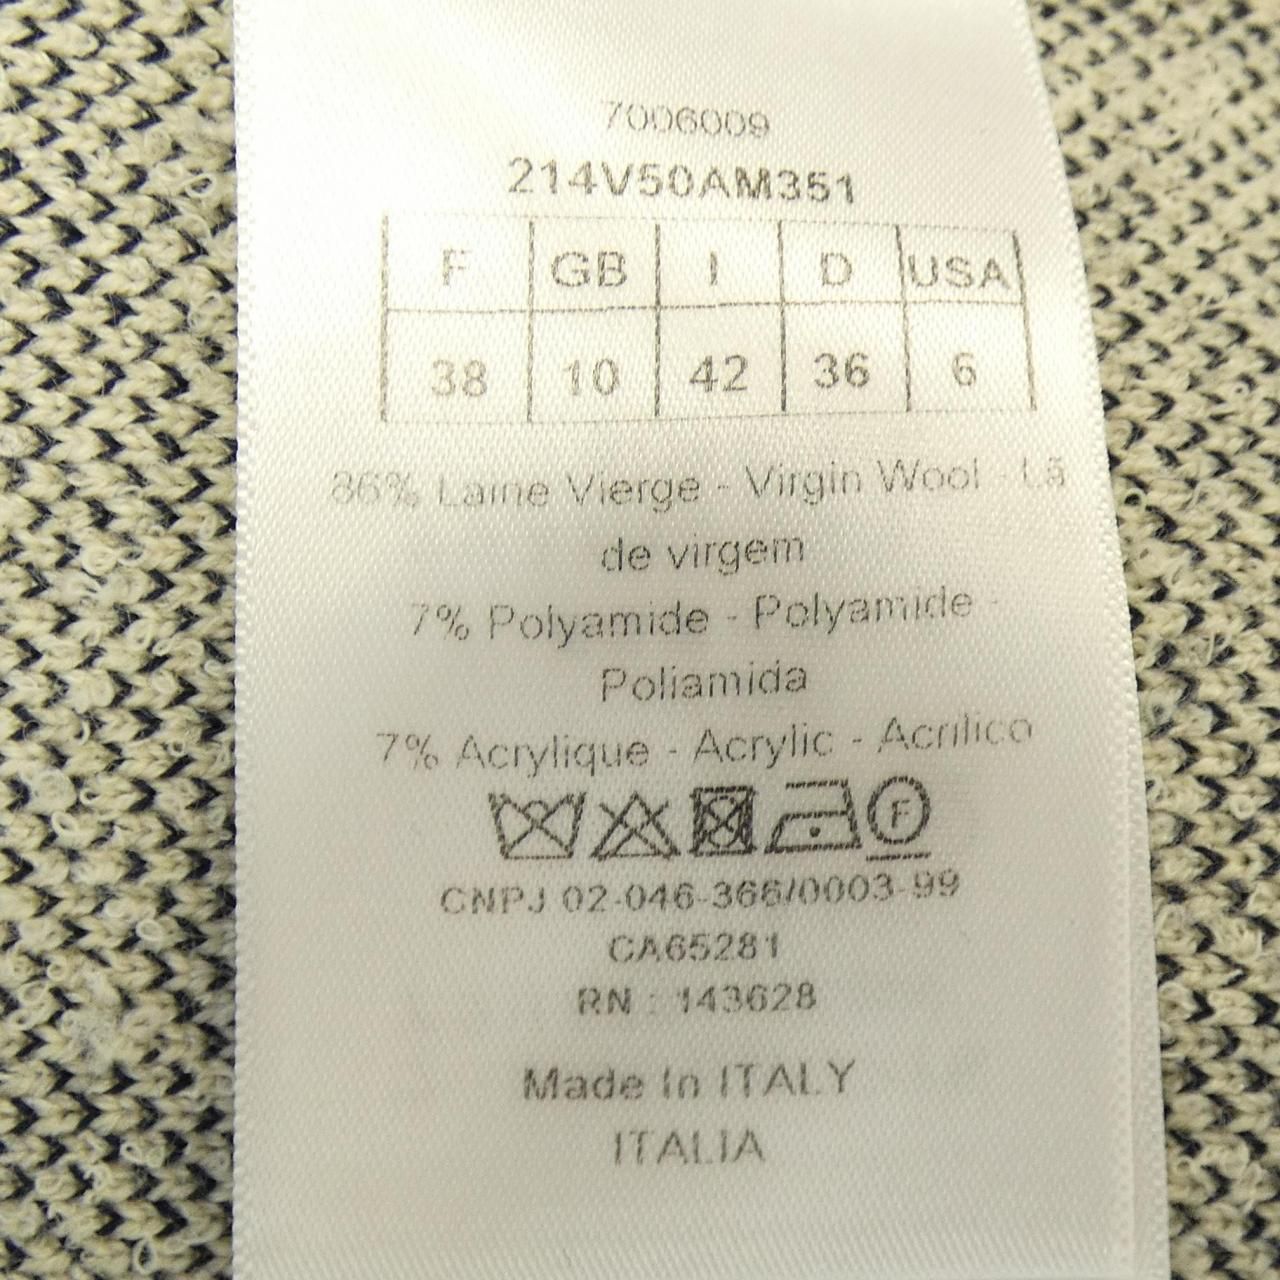 7006009
214V50AM351
F GB I D USA
38 10 42 36 6
86% Laine Vierge - Virgin Wool - Lã
de virgem
7% Polyamide - Polyamide -
Poliamida
7% Acrylique - Acrylic - Acrílico
F
CNPJ 02-046-366/0003-99
CA65281
RN : 143628
Made In ITALY
ITALIA